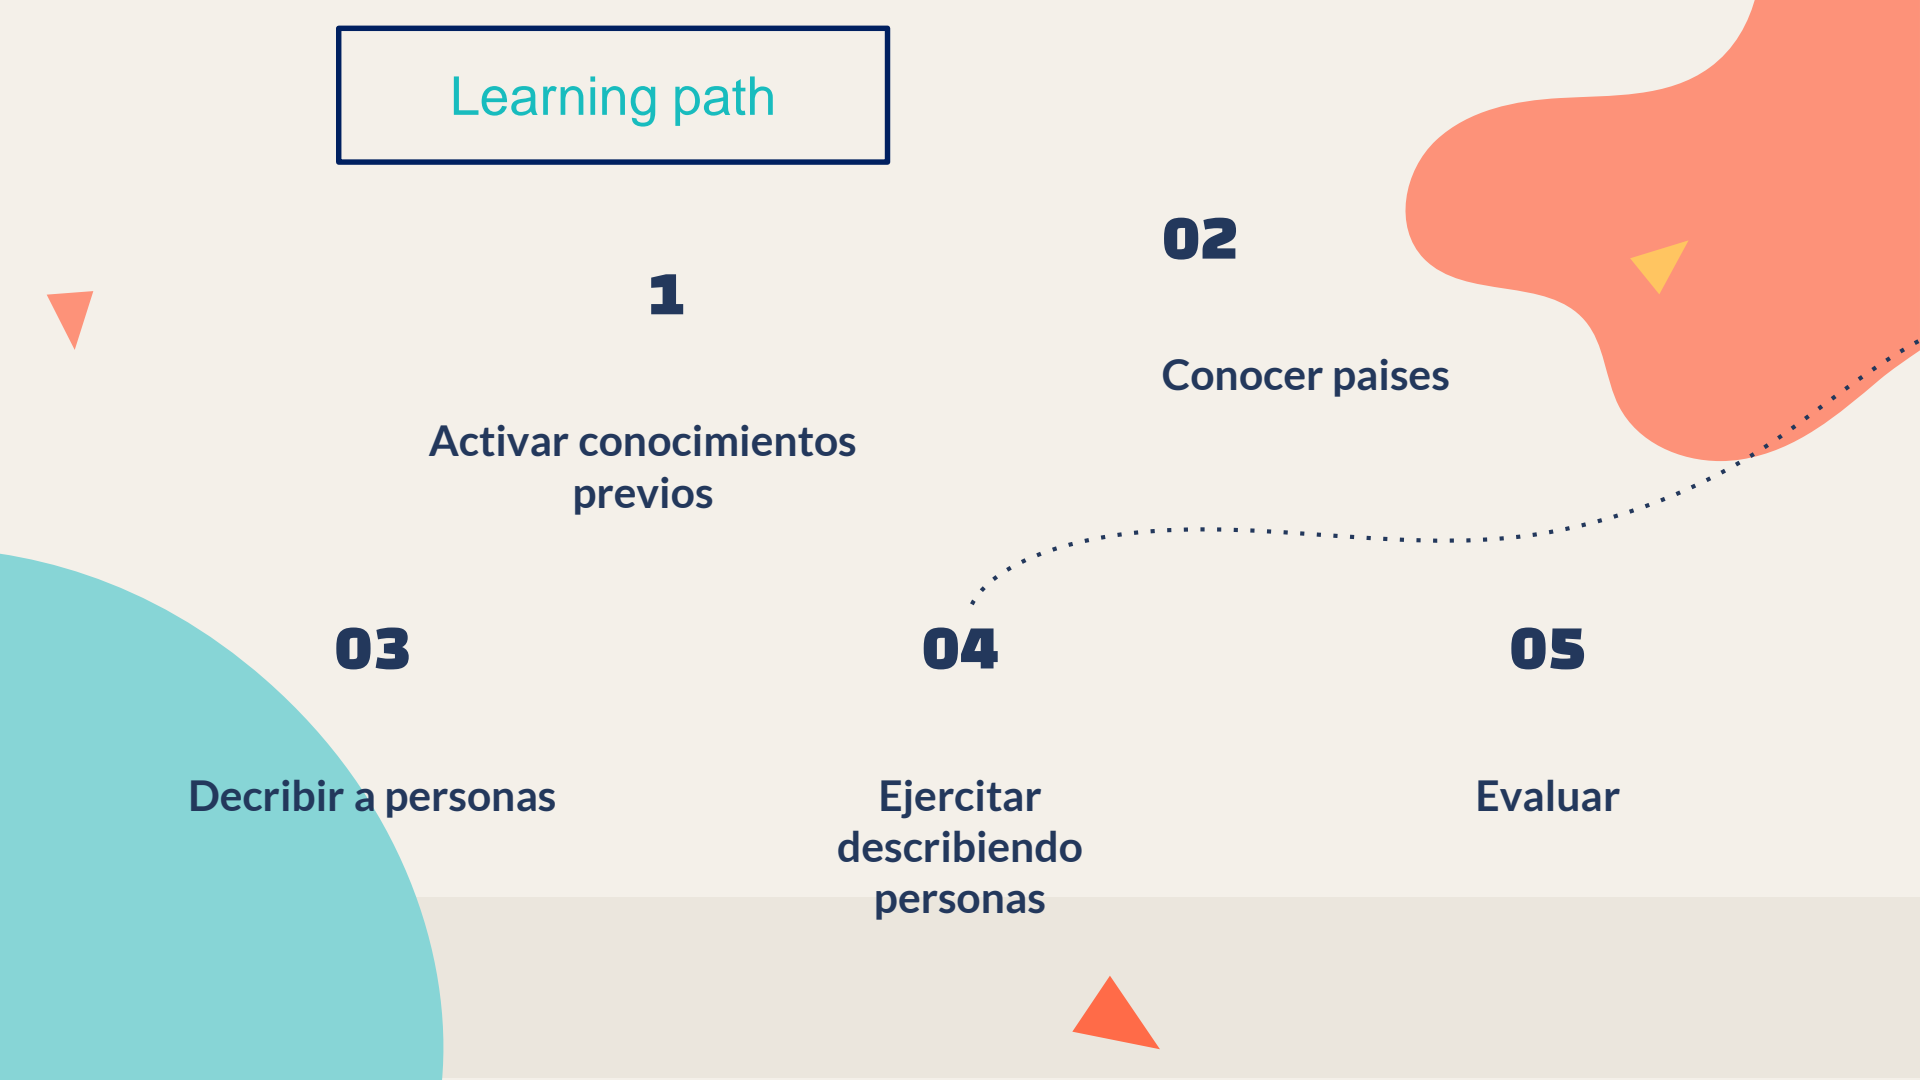 Learning path
1
Activar conocimientos
previos
02
Conocer paises
03
Decribir a personas
04
Ejercitar
describiendo
personas
05
Evaluar